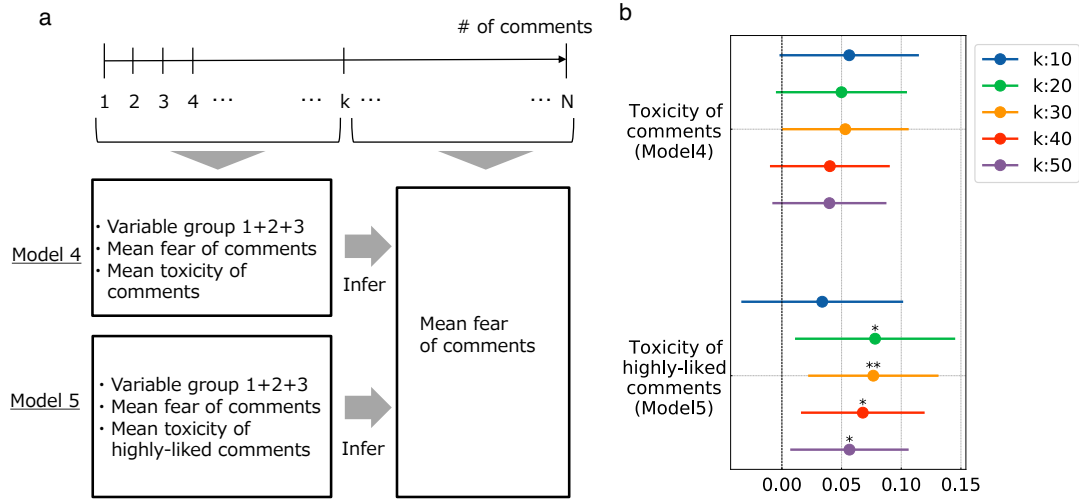 a
# of comments
1 2 3 4 ··· ··· k ··· ··· N
Model 4
・Variable group 1+2+3
・Mean fear of comments
・Mean toxicity of
comments
Infer
Mean fear
of comments
Model 5
・Variable group 1+2+3
・Mean fear of comments
・Mean toxicity of
highly-liked comments
Infer
b
Toxicity of
comments
(Model4)
Toxicity of
highly-liked
comments
(Model5)
*
**
*
*
0.00 0.05 0.10 0.15
k:10
k:20
k:30
k:40
k:50